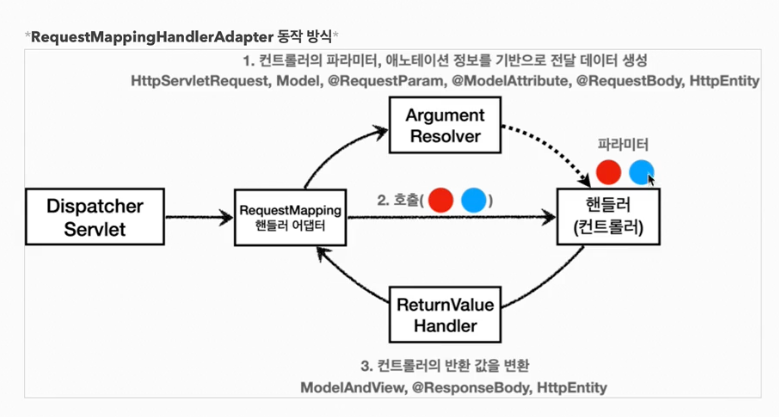 *RequestMappingHandlerAdapter 동작 방식*
1. 컨트롤러의 파라미터, 애노테이션 정보를 기반으로 전달 데이터 생성
HttpServletRequest, Model, @RequestParam, @ModelAttribute, @RequestBody, HttpEntity
Argument
Resolver
파라미터
Dispatcher
Servlet
RequestMapping
핸들러 어댑터
2. 호출( )
핸들러
(컨트롤러)
ReturnValue
Handler
3. 컨트롤러의 반환 값을 변환
ModelAndView, @ResponseBody, HttpEntity